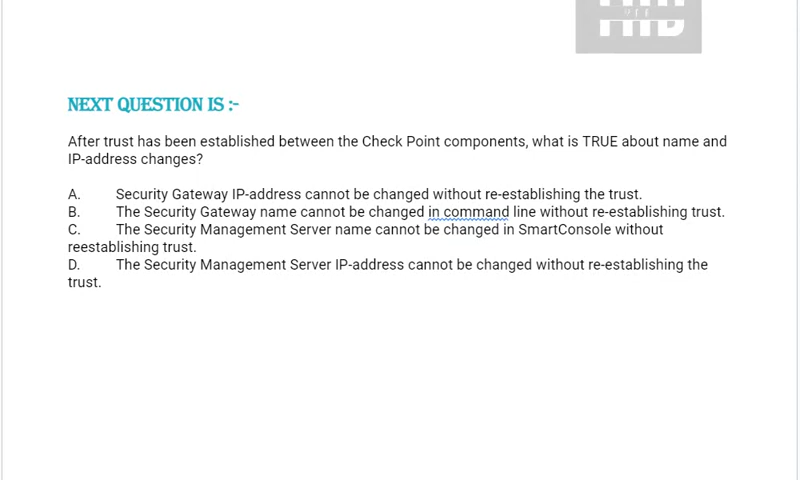 NEXT QUESTION IS :-
After trust has been established between the Check Point components, what is TRUE about name and
IP-address changes?
A. Security Gateway IP-address cannot be changed without re-establishing the trust.
B. The Security Gateway name cannot be changed in command line without re-establishing trust.
C. The Security Management Server name cannot be changed in SmartConsole without
reestablishing trust.
D. The Security Management Server IP-address cannot be changed without re-establishing the
trust.